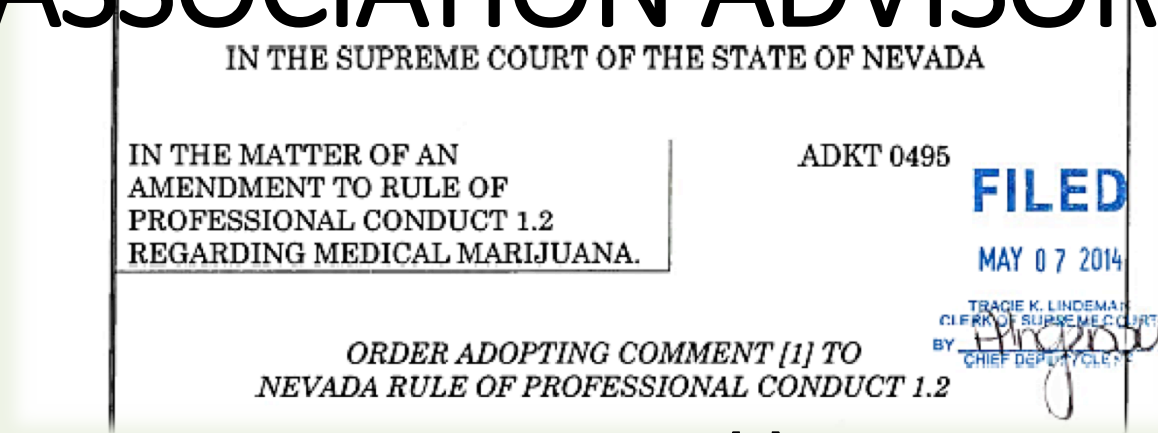 ASSOCIATION ADVISOR
IN THE SUPREME COURT OF THE STATE OF NEVADA
IN THE MATTER OF AN
AMENDMENT TO RULE OF
PROFESSIONAL CONDUCT 1.2
REGARDING MEDICAL MARIJUANA.
ADKT 0495
FILED
MAY 07 2014
TRACIE K. LINDEMAN
CLERK OF SUPREME COURT
BY
CHIEF DEPUTY CLERK
ORDER ADOPTING COMMENT [1] TO
NEVADA RULE OF PROFESSIONAL CONDUCT 1.2